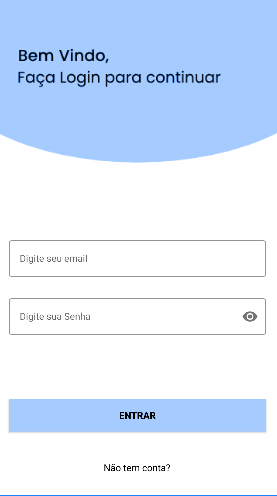 Bem Vindo,
Faça Login para continuar
Digite seu email
Digite sua Senha
ENTRAR
Não tem conta?